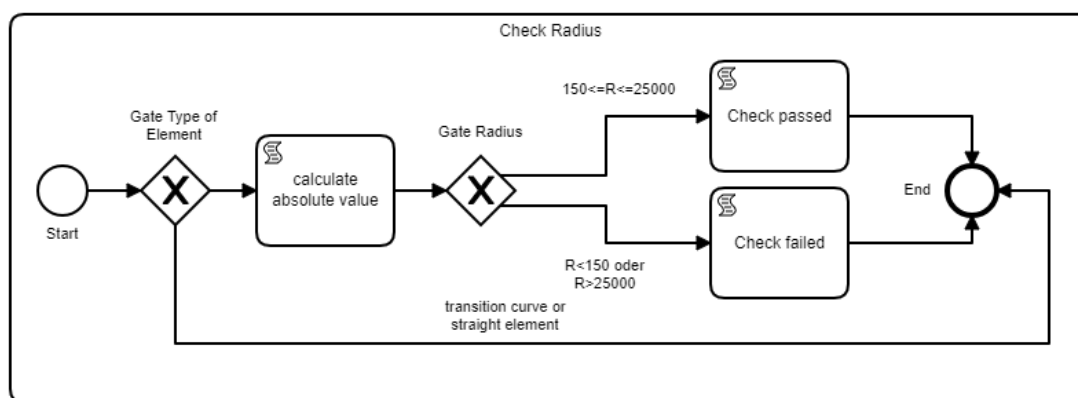 Check Radius
Gate Type of
Element
Start
calculate
absolute value
Gate Radius
150<=R<=25000
Check passed
R<150 oder
R>25000
Check failed
End
transition curve or
straight element